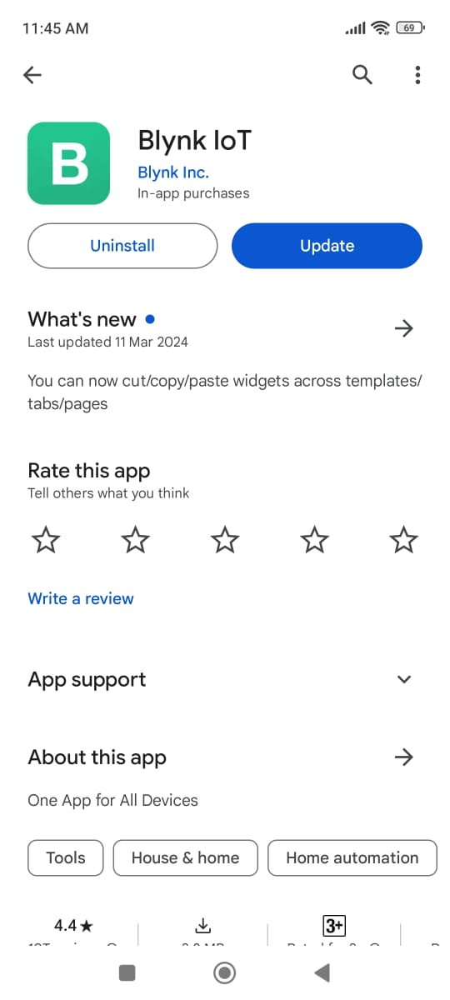 11:45 AM
69
B
Blynk IoT
Blynk Inc.
In-app purchases
Uninstall
Update
What's new
Last updated 11 Mar 2024
You can now cut/copy/paste widgets across templates/
tabs/pages
Rate this app
Tell others what you think
Write a review
App support
About this app
One App for All Devices
Tools
House & home
Home automation
4.4★
3+